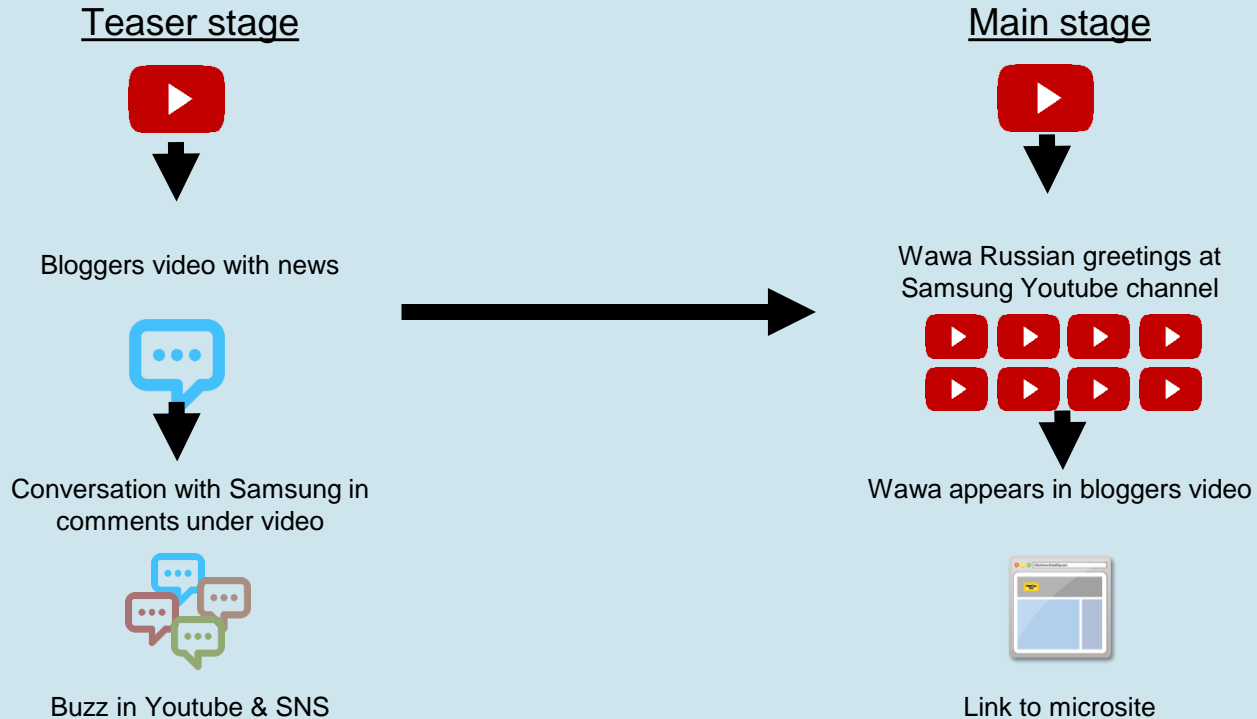 Teaser stage
Bloggers video with news
Conversation with Samsung in
comments under video
Buzz in Youtube & SNS
Main stage
Wawa Russian greetings at
Samsung Youtube channel
Wawa appears in bloggers video
Link to microsite